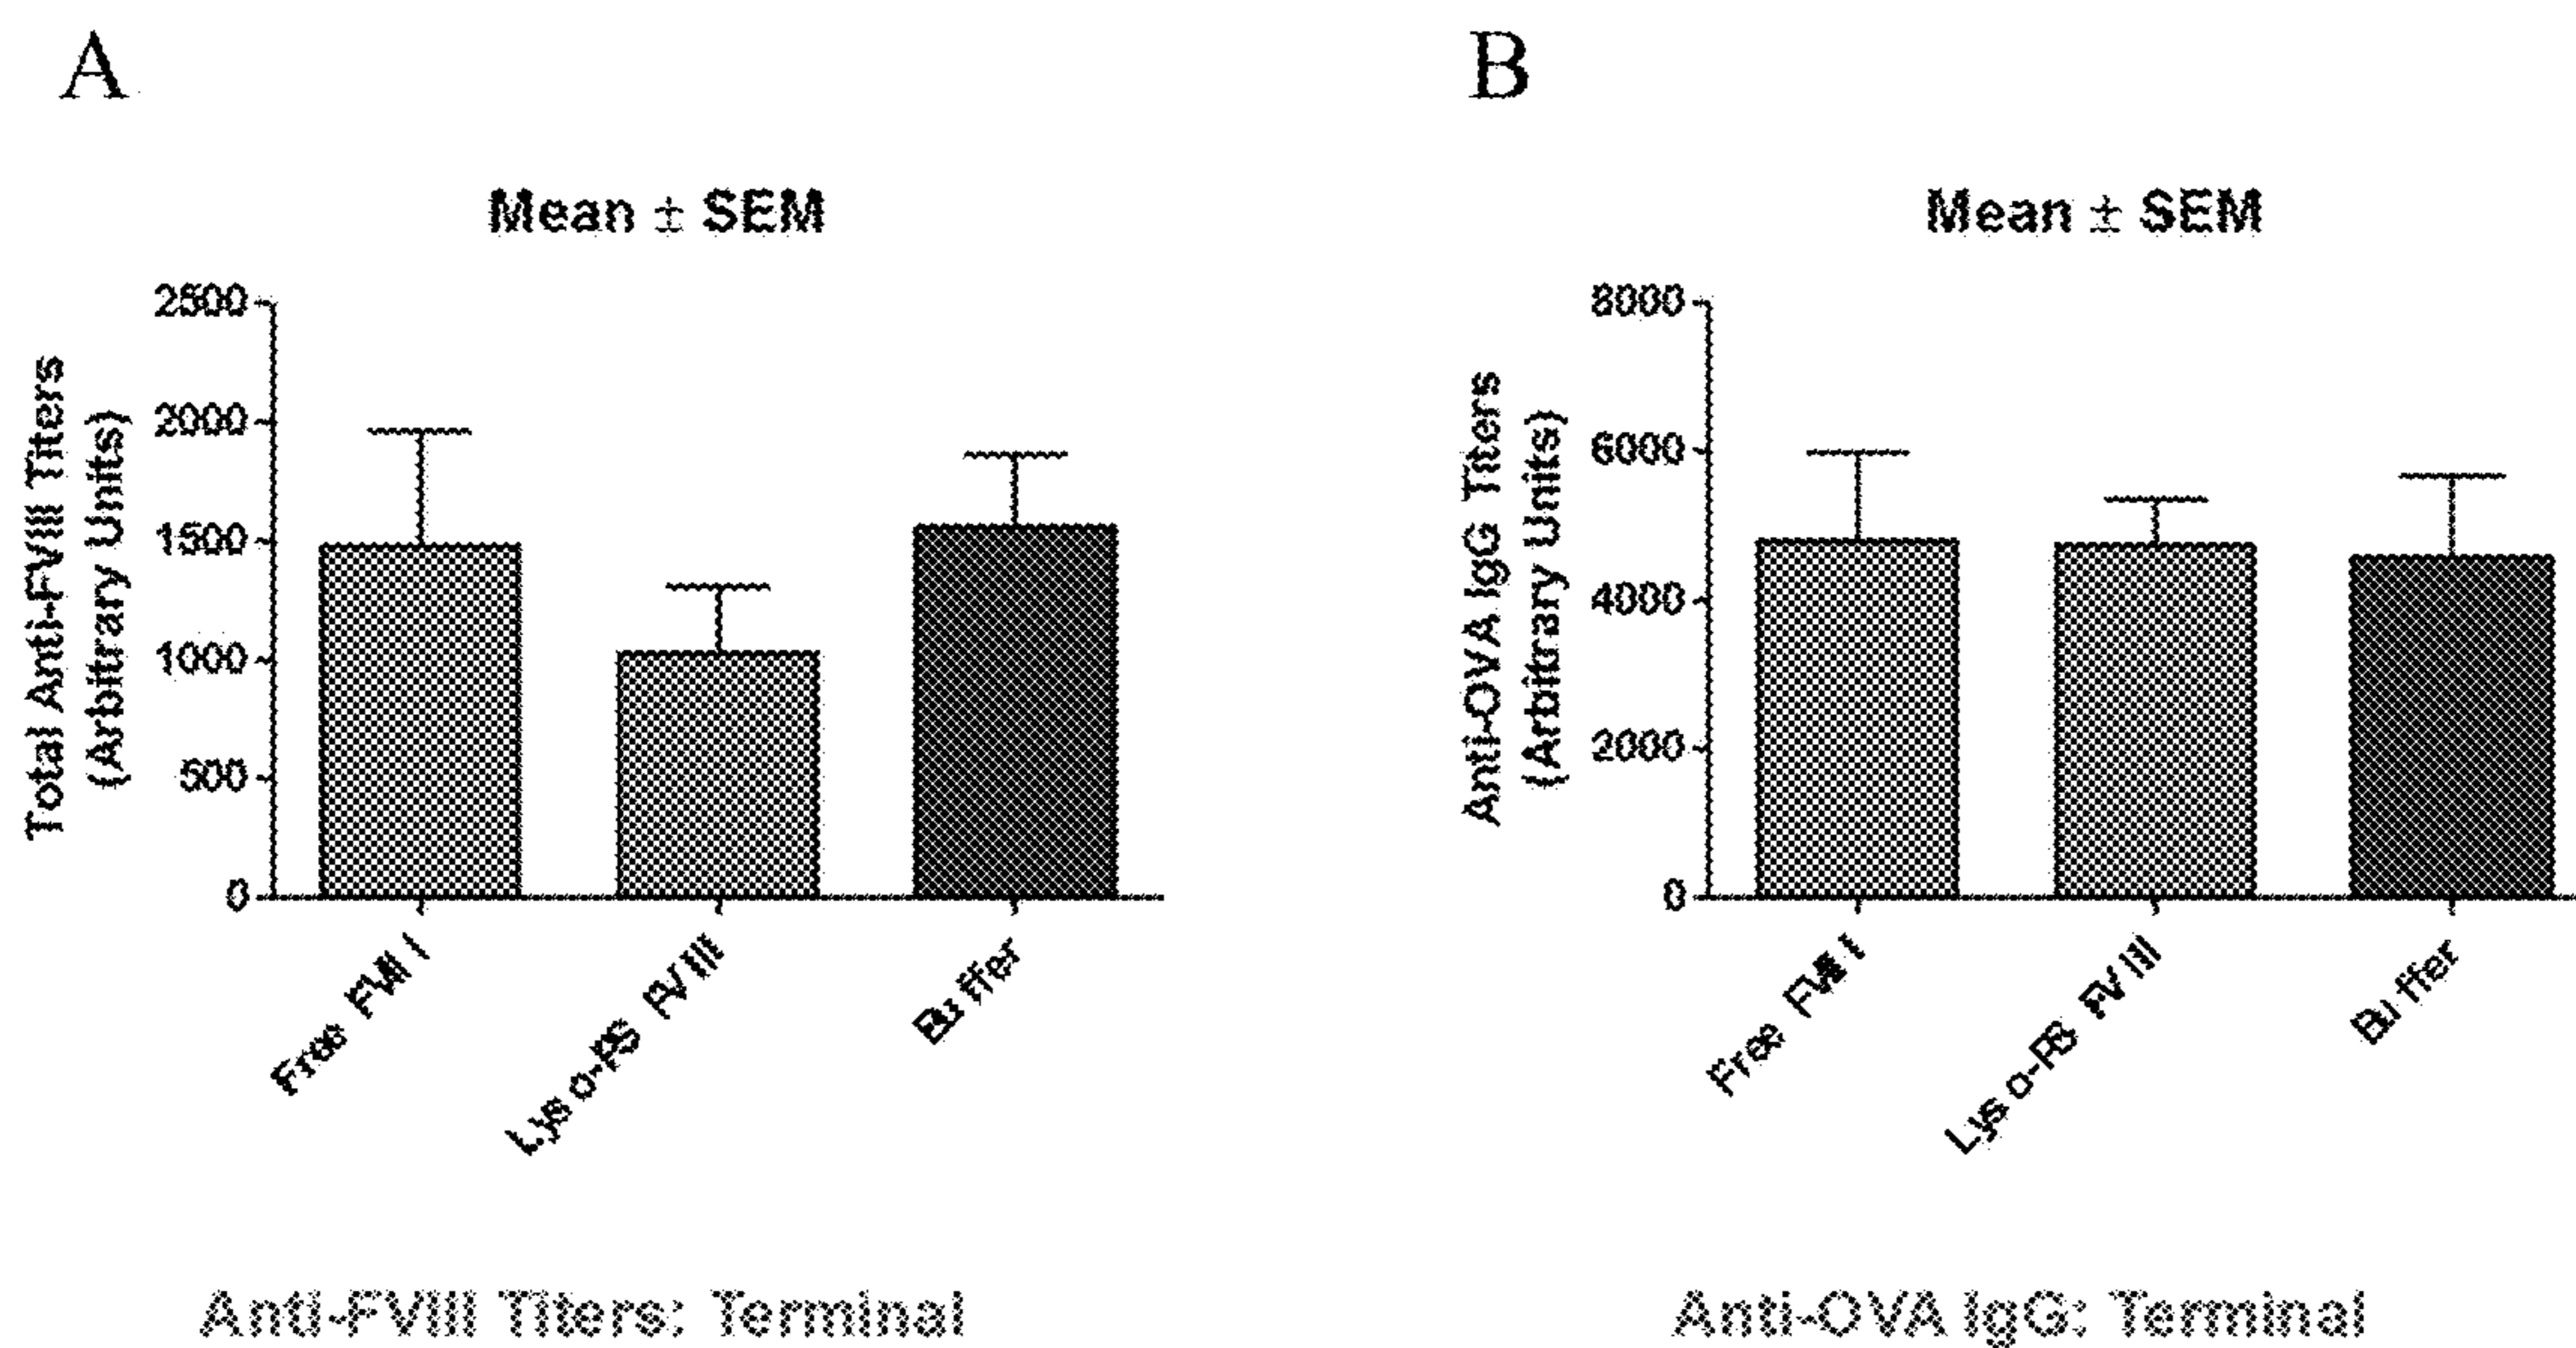 A
Mean ± SEM
Total Anti-FVIII Titers
(Arbitrary Units)
2500
2000
1500
1000
500
0
Free FVIII
Lyso-PS FVIII
Buffer
Anti-FVIII Titers: Terminal
B
Mean ± SEM
Anti-OVA IgG Titers
(Arbitrary Units)
8000
6000
4000
2000
0
Free FVIII
Lyso-PS FVIII
Buffer
Anti-OVA IgG: Terminal